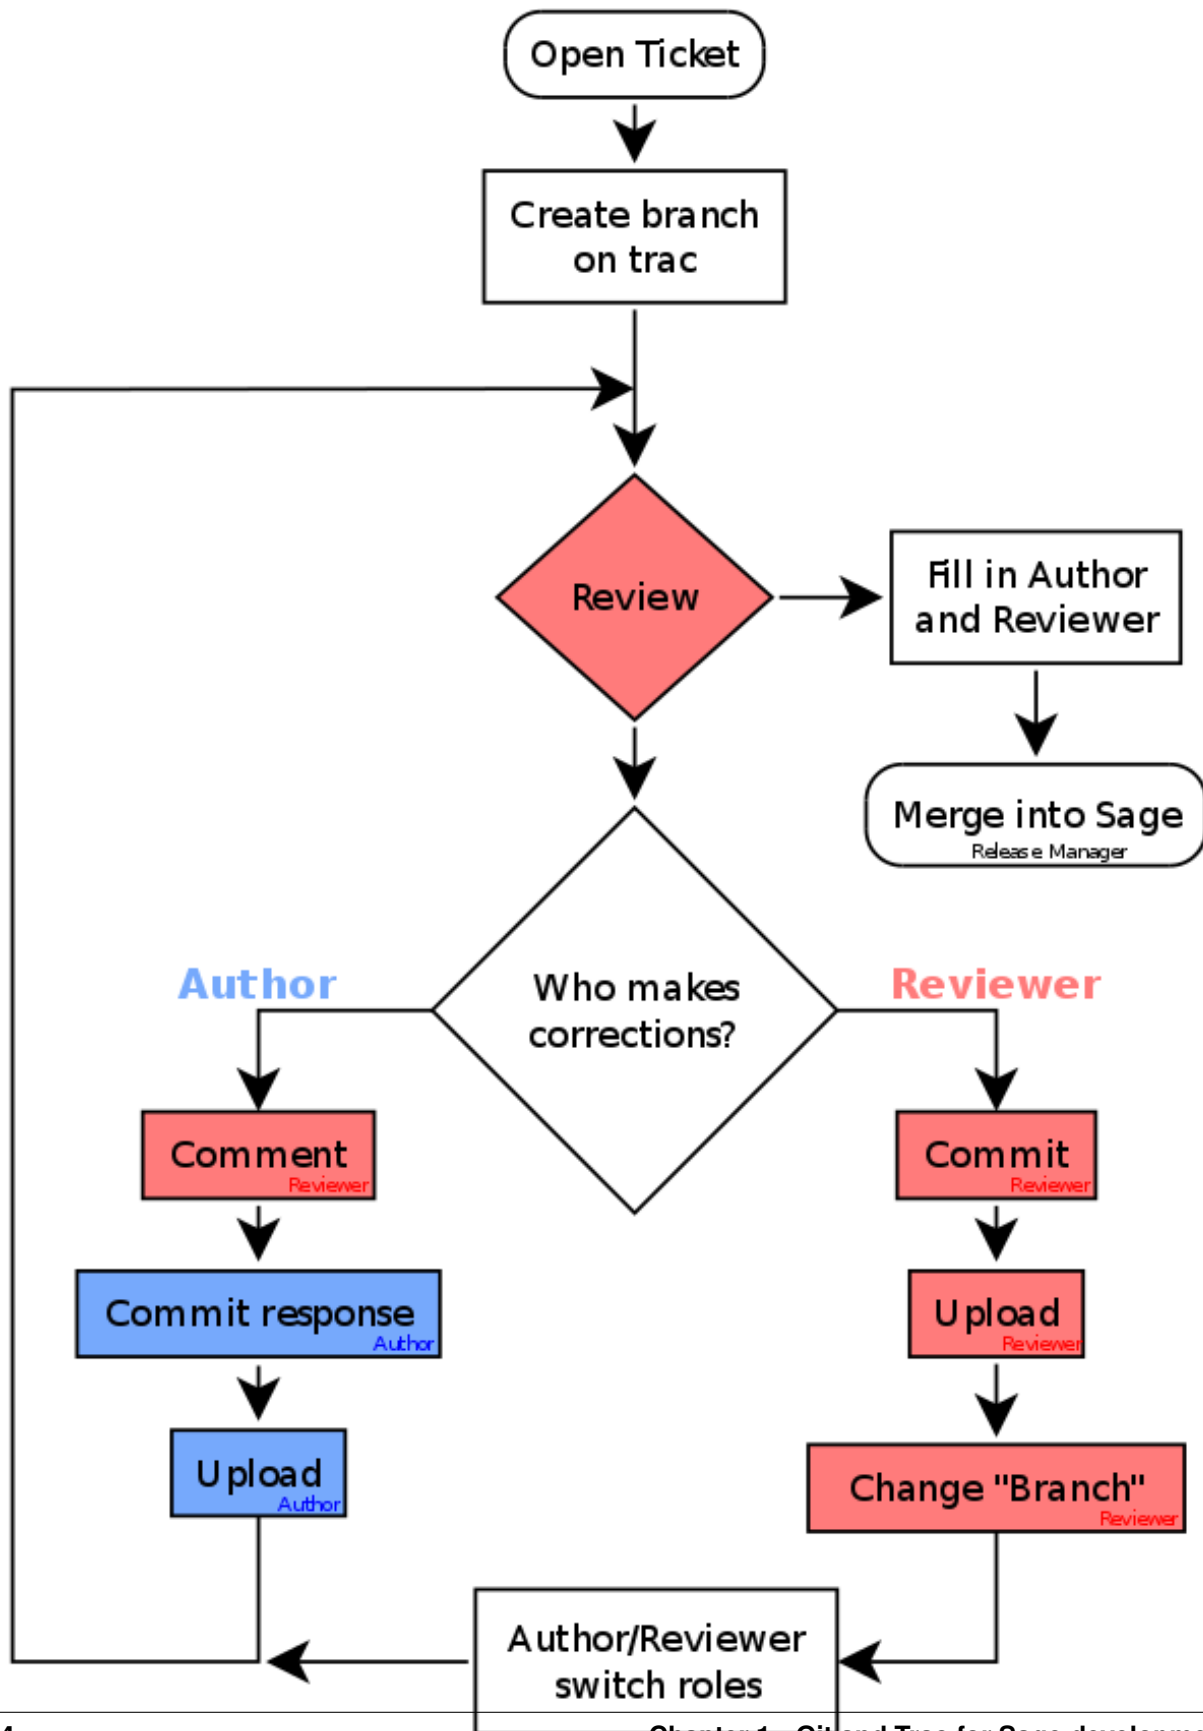 Open Ticket
Create branch
on trac
Review
Fill in Author
and Reviewer
Merge into Sage
Release Manager
Who makes
corrections?
Author
Reviewer
Comment
Reviewer
Commit response
Author
Upload
Author
Commit
Reviewer
Upload
Reviewer
Change "Branch"
Reviewer
Author/Reviewer
switch roles